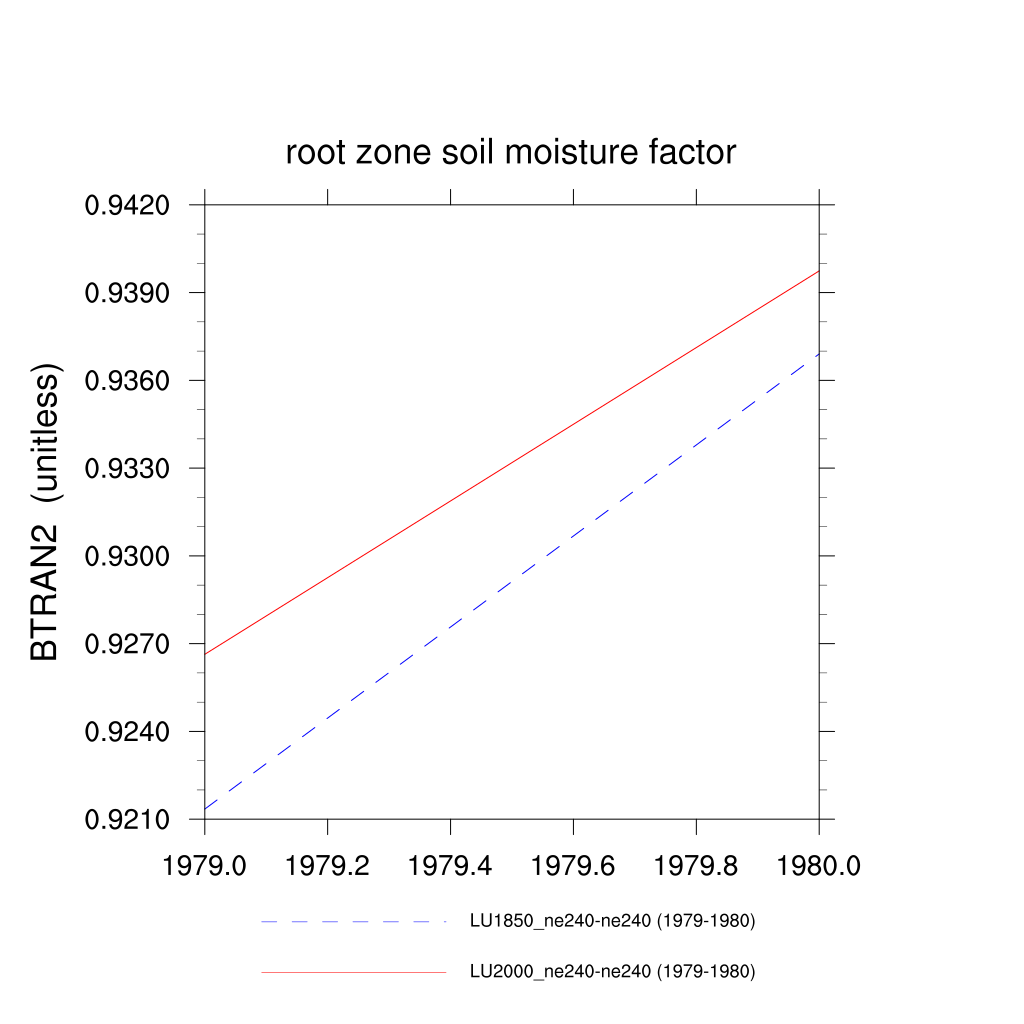 root zone soil moisture factor
BTRAN2 (unitless)
0.9420
0.9390
0.9360
0.9330
0.9300
0.9270
0.9240
0.9210
1979.0 1979.2 1979.4 1979.6 1979.8 1980.0
LU1850_ne240-ne240 (1979-1980)
LU2000_ne240-ne240 (1979-1980)